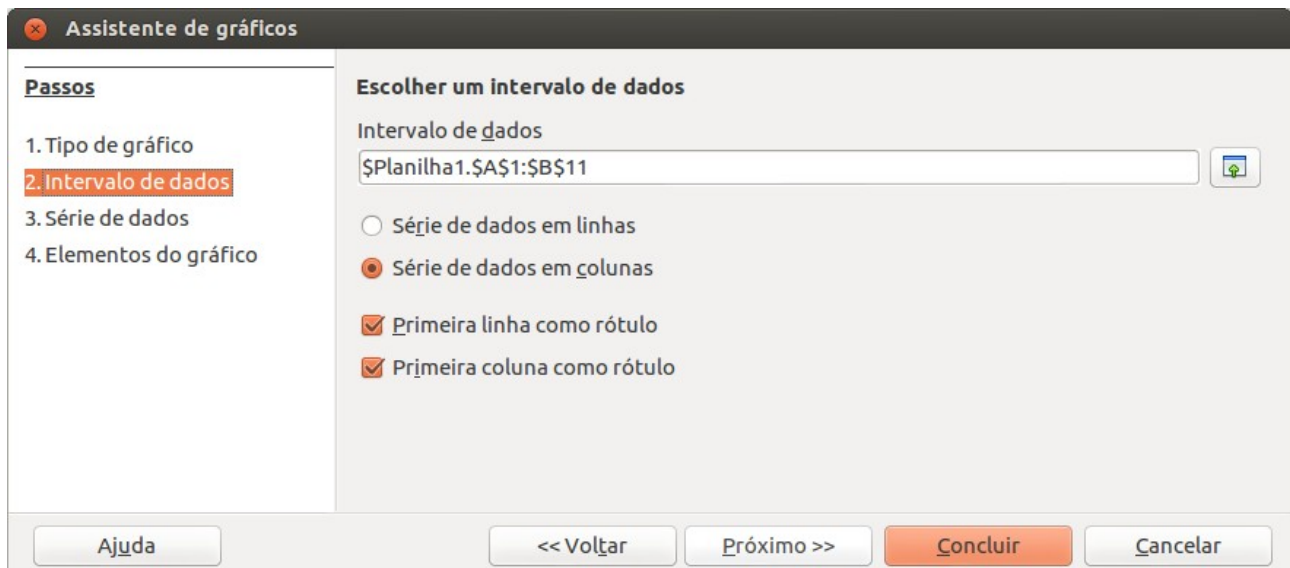 Assistente de gráficos
Passos
1. Tipo de gráfico
2. Intervalo de dados
3. Série de dados
4. Elementos do gráfico
Escolher um intervalo de dados
Intervalo de dados
$Planilha1.$A$1:$B$11
Série de dados em linhas
Série de dados em colunas
Primeira linha como rótulo
Primeira coluna como rótulo
Ajuda
<< Voltar
Próximo >>
Concluir
Cancelar